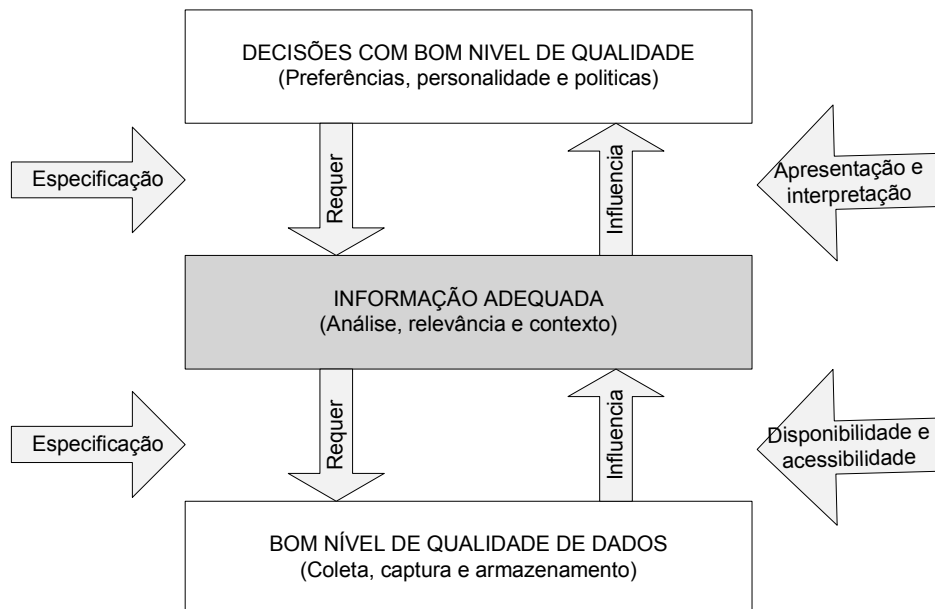 DECISÕES COM BOM NIVEL DE QUALIDADE
(Preferências, personalidade e politicas)
Especificação
Requer
Influencia
Apresentação e
interpretação
INFORMAÇÃO ADEQUADA
(Análise, relevância e contexto)
Especificação
Requer
Influencia
Disponibilidade e
acessibilidade
BOM NÍVEL DE QUALIDADE DE DADOS
(Coleta, captura e armazenamento)